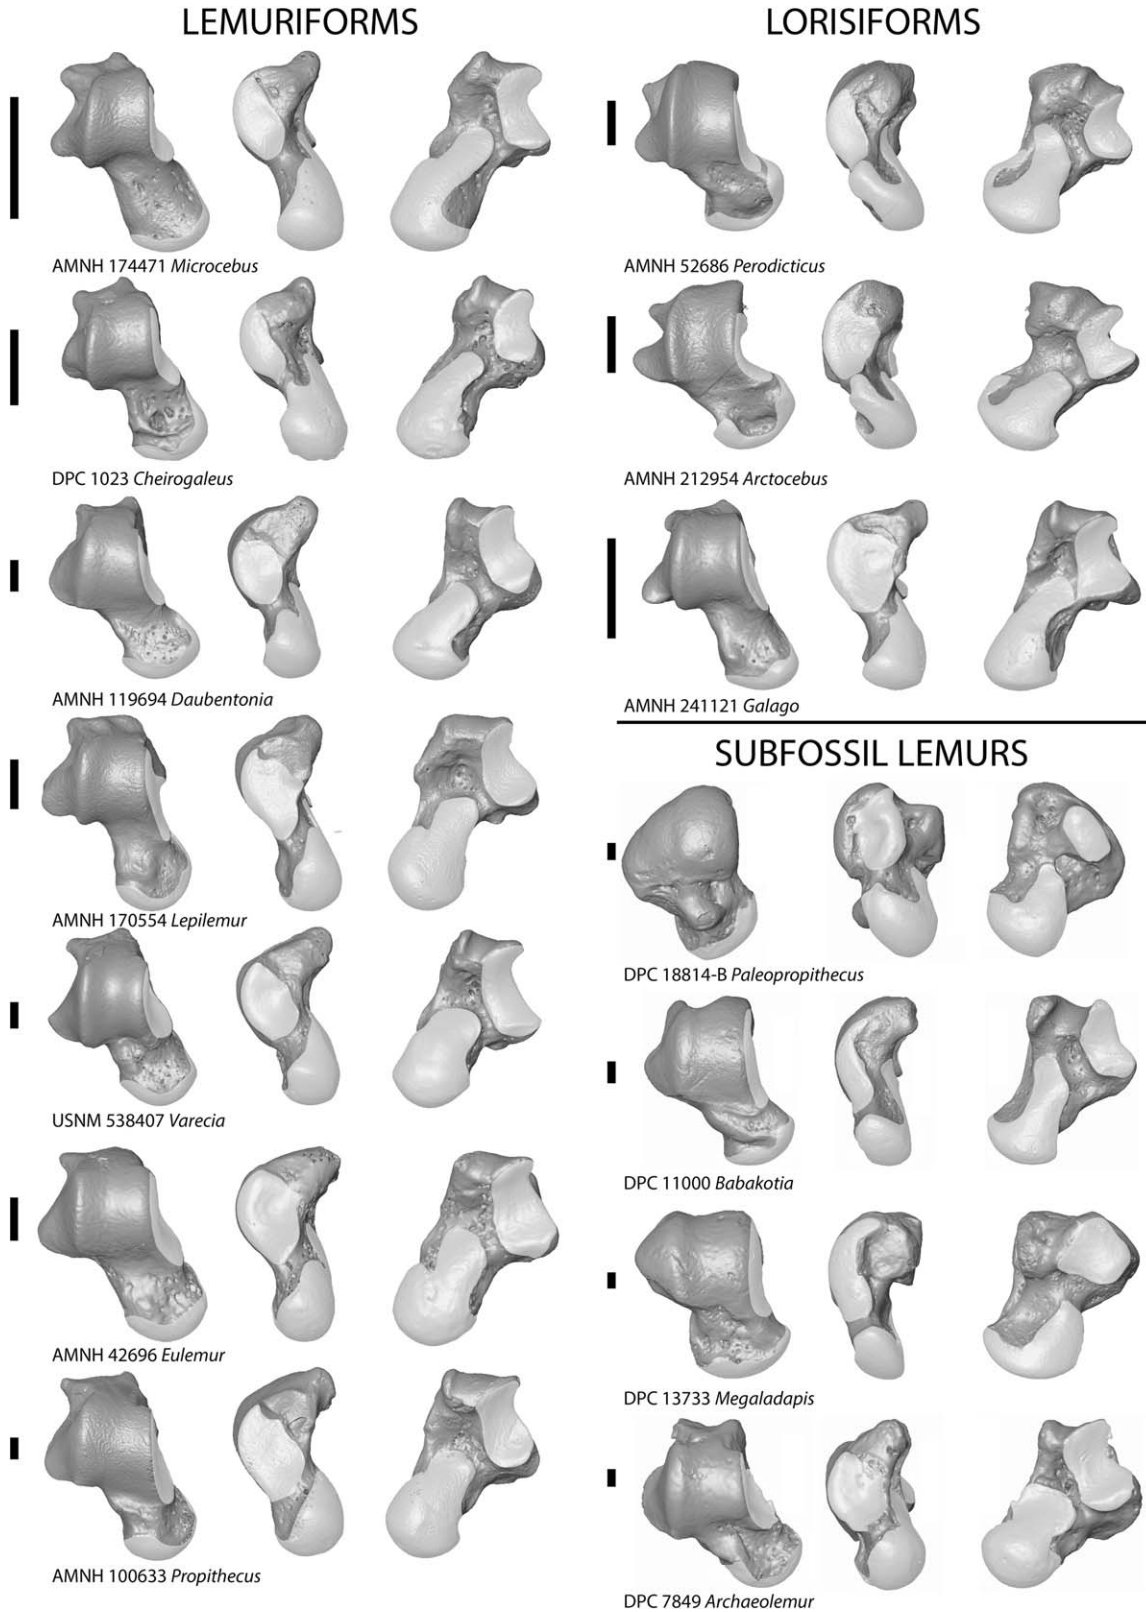 LEMURIFORMS
AMNH 174471 Microcebus
DPC 1023 Cheirogaleus
AMNH 119694 Daubentonia
AMNH 170554 Lepilemur
USNM 538407 Varecia
AMNH 42696 Eulemur
AMNH 100633 Propithecus
LORISIFORMS
AMNH 52686 Perodicticus
AMNH 212954 Arctocebus
AMNH 241121 Galago
SUBFOSSIL LEMURS
DPC 18814-B Paleopropithecus
DPC 11000 Babakotia
DPC 13733 Megaladapis
DPC 7849 Archaeolemur